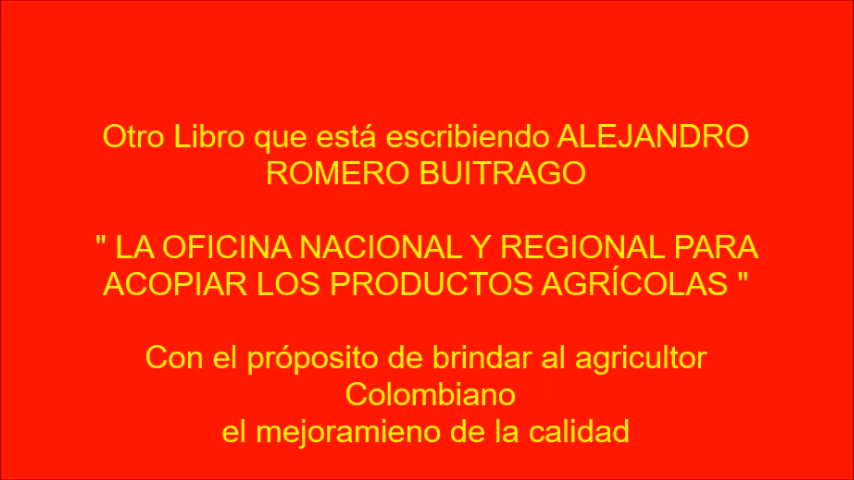 Otro Libro que está escribiendo ALEJANDRO
ROMERO BUITRAGO
" LA OFICINA NACIONAL Y REGIONAL PARA
ACOPIAR LOS PRODUCTOS AGRÍCOLAS "
Con el próposito de brindar al agricultor
Colombiano
el mejoramieno de la calidad